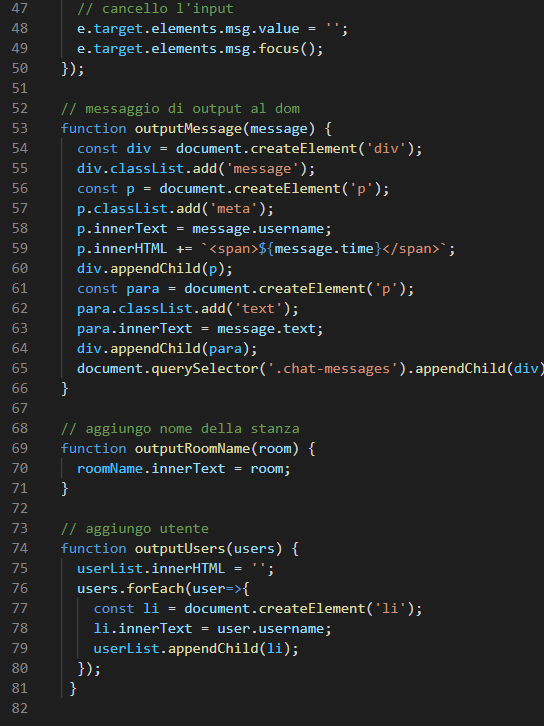 47 // cancello l'input
48 e.target.elements.msg.value = '';
49 e.target.elements.msg.focus();
50 });
51
52 // messaggio di output al dom
53 function outputMessage(message) {
54 const div = document.createElement('div');
55 div.classList.add('message');
56 const p = document.createElement('p');
57 p.classList.add('meta');
58 p.innerText = message.username;
59 p.innerHTML += `<span>${message.time}</span>`;
60 div.appendChild(p);
61 const para = document.createElement('p');
62 para.classList.add('text');
63 para.innerText = message.text;
64 div.appendChild(para);
65 document.querySelector('.chat-messages').appendChild(div)
66 }
67
68 // aggiungo nome della stanza
69 function outputRoomName(room) {
70 roomName.innerText = room;
71 }
72
73 // aggiungo utente
74 function outputUsers(users) {
75 userList.innerHTML = '';
76 users.forEach(user=>{
77 const li = document.createElement('li');
78 li.innerText = user.username;
79 userList.appendChild(li);
80 });
81 }
82